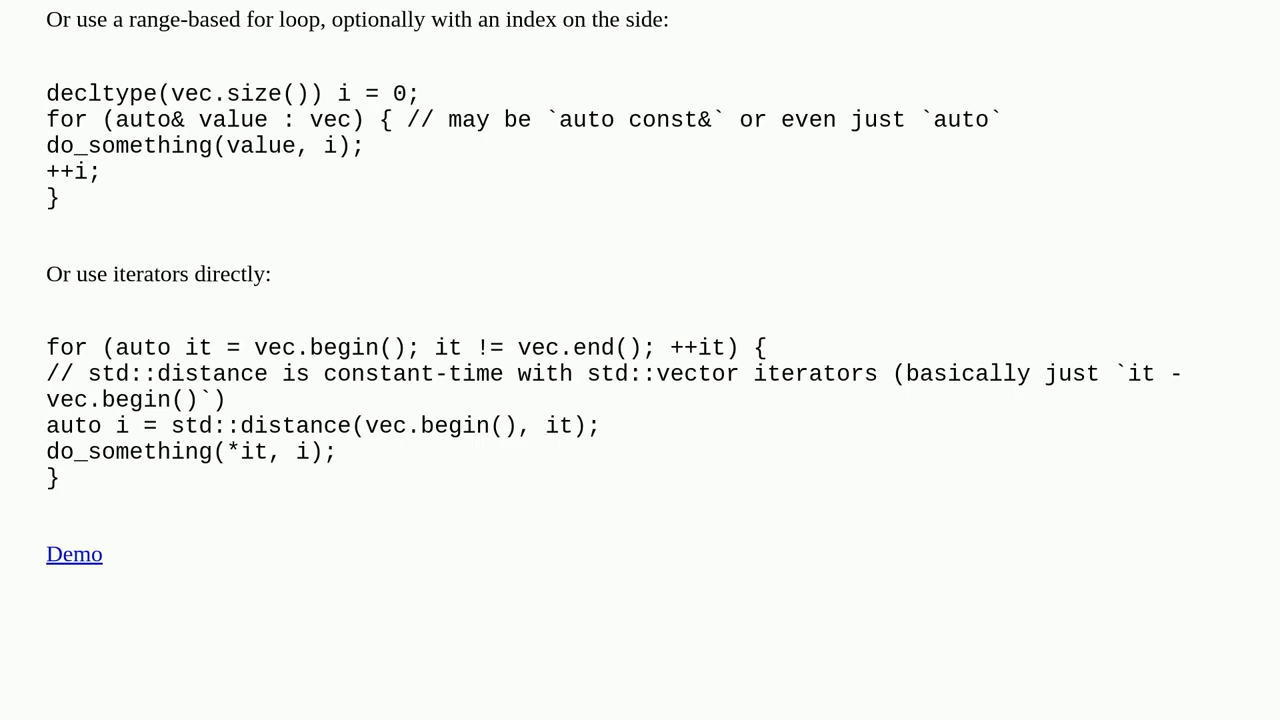 Or use a range-based for loop, optionally with an index on the side:
decltype(vec.size()) i = 0;
for (auto& value : vec) { // may be `auto const&` or even just `auto`
do_something(value, i);
++i;
}
Or use iterators directly:
for (auto it = vec.begin(); it != vec.end(); ++it) {
// std::distance is constant-time with std::vector iterators (basically just `it -
vec.begin()`)
auto i = std::distance(vec.begin(), it);
do_something(*it, i);
}
Demo